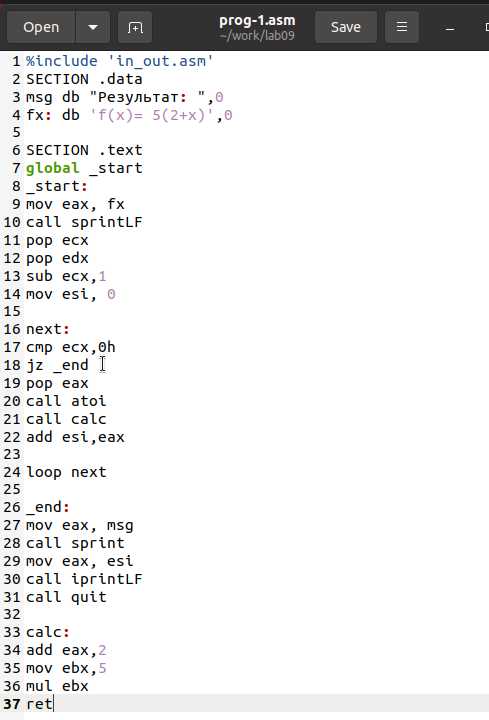 Open
prog-1.asm
~/work/lab09
Save
1 %include 'in_out.asm'
2 SECTION .data
3 msg db "Результат: ",0
4 fx: db 'f(x)= 5(2+x)',0
5
6 SECTION .text
7 global _start
8 _start:
9 mov eax, fx
10 call sprintLF
11 pop ecx
12 pop edx
13 sub ecx,1
14 mov esi, 0
15
16 next:
17 cmp ecx,0h
18 jz _end
19 pop eax
20 call atoi
21 call calc
22 add esi,eax
23
24 loop next
25
26 _end:
27 mov eax, msg
28 call sprint
29 mov eax, esi
30 call iprintLF
31 call quit
32
33 calc:
34 add eax,2
35 mov ebx,5
36 mul ebx
37 ret